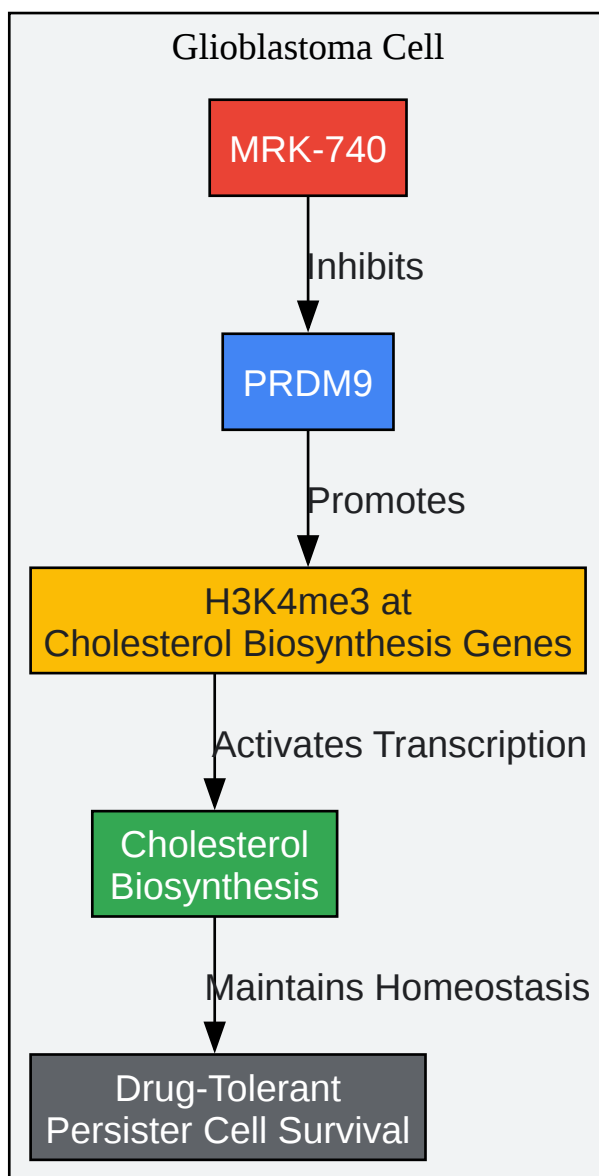 Glioblastoma Cell
MRK-740
Inhibits
PRDM9
Promotes
H3K4me3 at
Cholesterol Biosynthesis Genes
Activates Transcription
Cholesterol
Biosynthesis
Maintains Homeostasis
Drug-Tolerant
Persister Cell Survival